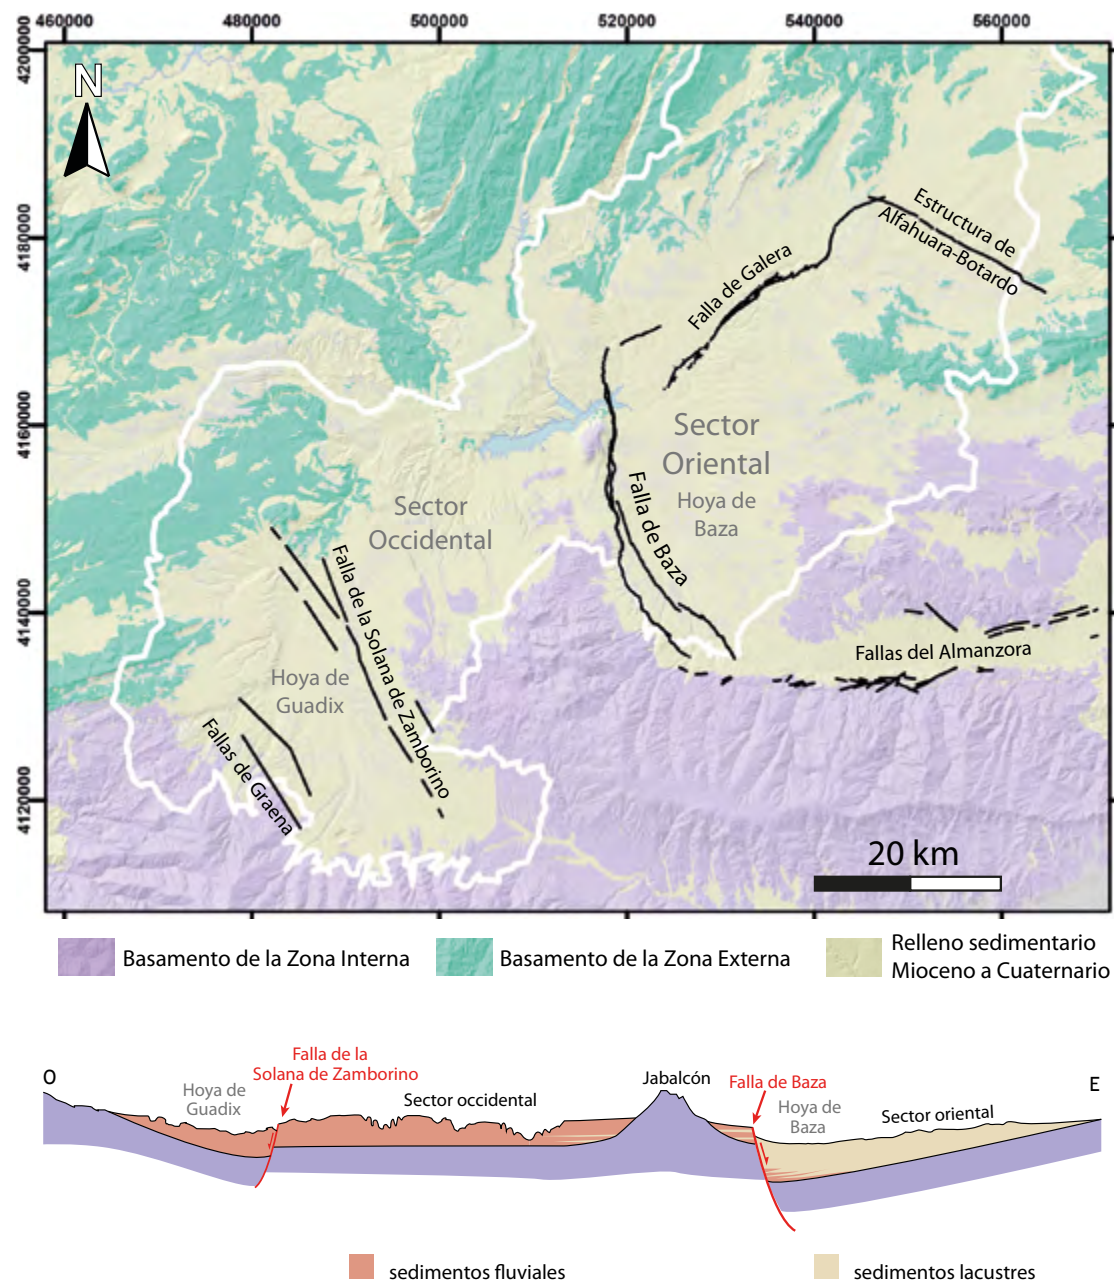 460000 480000 500000 520000 540000 560000
4200000
4180000
4160000
4140000
4120000
N
Estructura de
Alfahuara-Botardo
Falla de Galera
Sector
Oriental
Hoya de
Baza
Falla de Baza
Sector
Occidental
Falla de la Solana de Zamborino
Hoya de
Guadix
Fallas de Graena
Fallas del Almanzora
20 km
Basamento de la Zona Interna
Basamento de la Zona Externa
Relleno sedimentario
Mioceno a Cuaternario
O
E
Falla de la
Solana de Zamborino
Hoya de
Guadix
Sector occidental
Jabalcón
Falla de Baza
Hoya de
Baza
Sector oriental
sedimentos fluviales
sedimentos lacustres